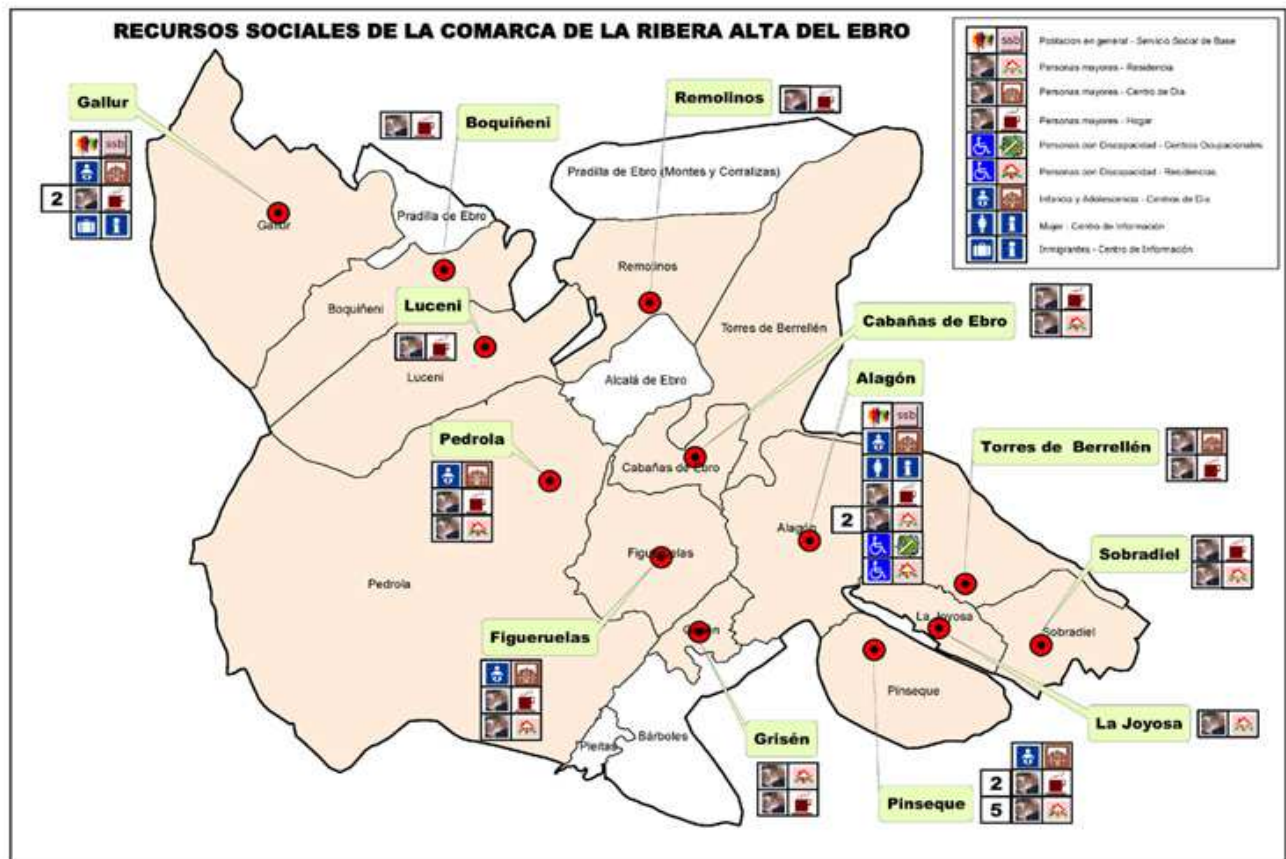 RECURSOS SOCIALES DE LA COMARCA DE LA RIBERA ALTA DEL EBRO
ssb
Población en general - Servicio Social de Base
Personas mayores - Residencia
Personas mayores - Centro de Dia
Personas mayores - Hogar
Personas con Discapacidad - Centros Ocupacionales
Personas con Discapacidad - Residencias
Infancia y Adolescencia - Centros de Dia
Mujer - Centro de Información
Inmigrantes - Centro de Información
Gallur
ssb
2
Gallur
Boquiñeni
Remolinos
Pradilla de Ebro (Montes y Corralizas)
Pradilla de Ebro
Boquiñeni
Remolinos
Luceni
Luceni
Torres de Berrellén
Cabañas de Ebro
Alcalá de Ebro
Alagón
ssb
2
Pedrola
Cabañas de Ebro
Torres de Berrellén
Alagón
Figueruelas
Sobradiel
Pedrola
La Joyosa
Sobradiel
Figueruelas
Grisén
Pinseque
La Joyosa
Pleitas
Bárboles
Grisén
Pinseque
2
5